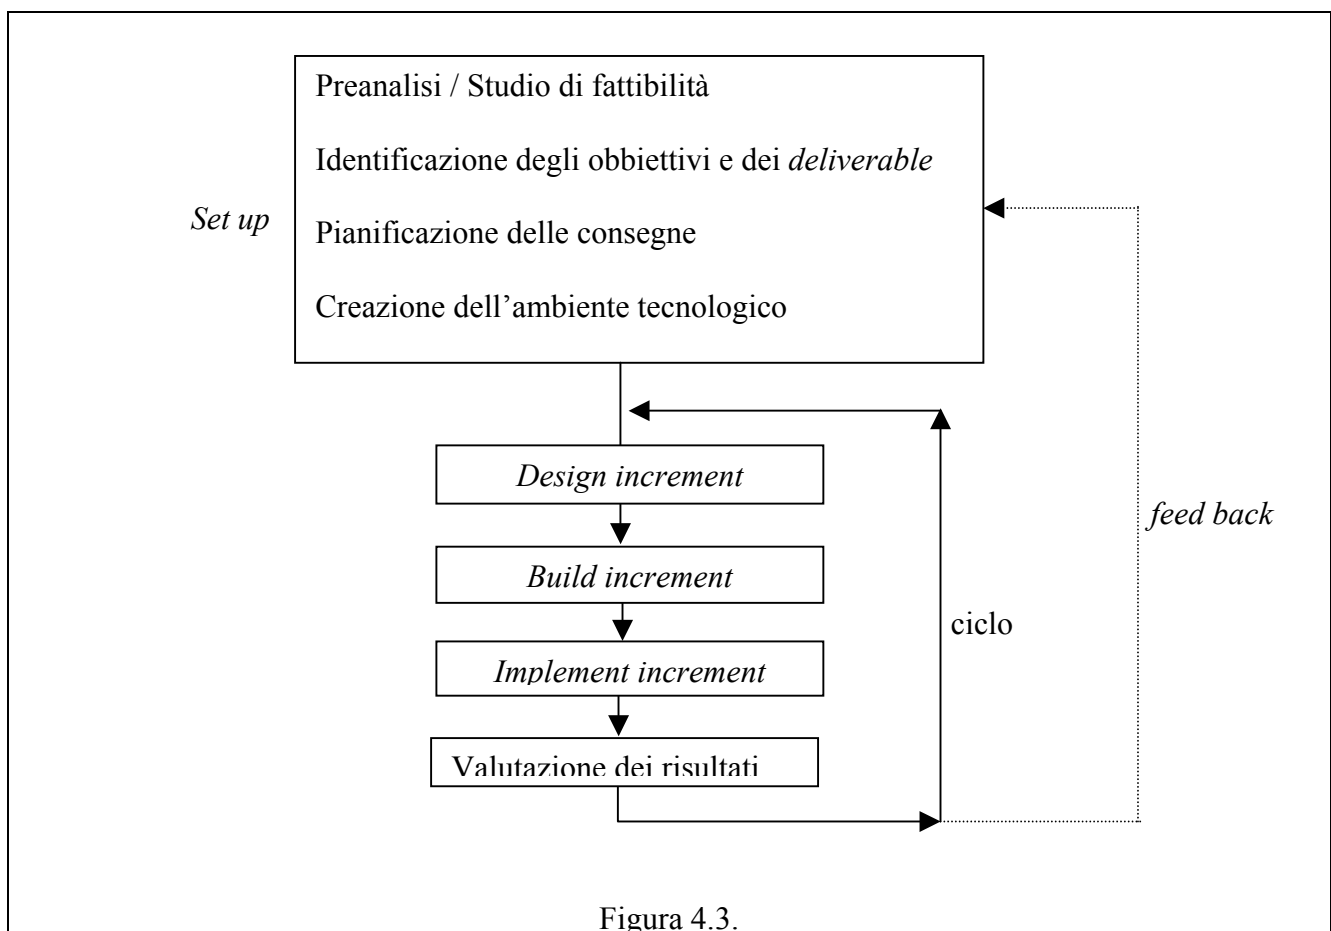 Preanalisi / Studio di fattibilità
Identificazione degli obbiettivi e dei deliverable
Set up
Pianificazione delle consegne
Creazione dell’ambiente tecnologico
Design increment
feed back
Build increment
ciclo
Implement increment
Valutazione dei risultati
Figura 4.3.